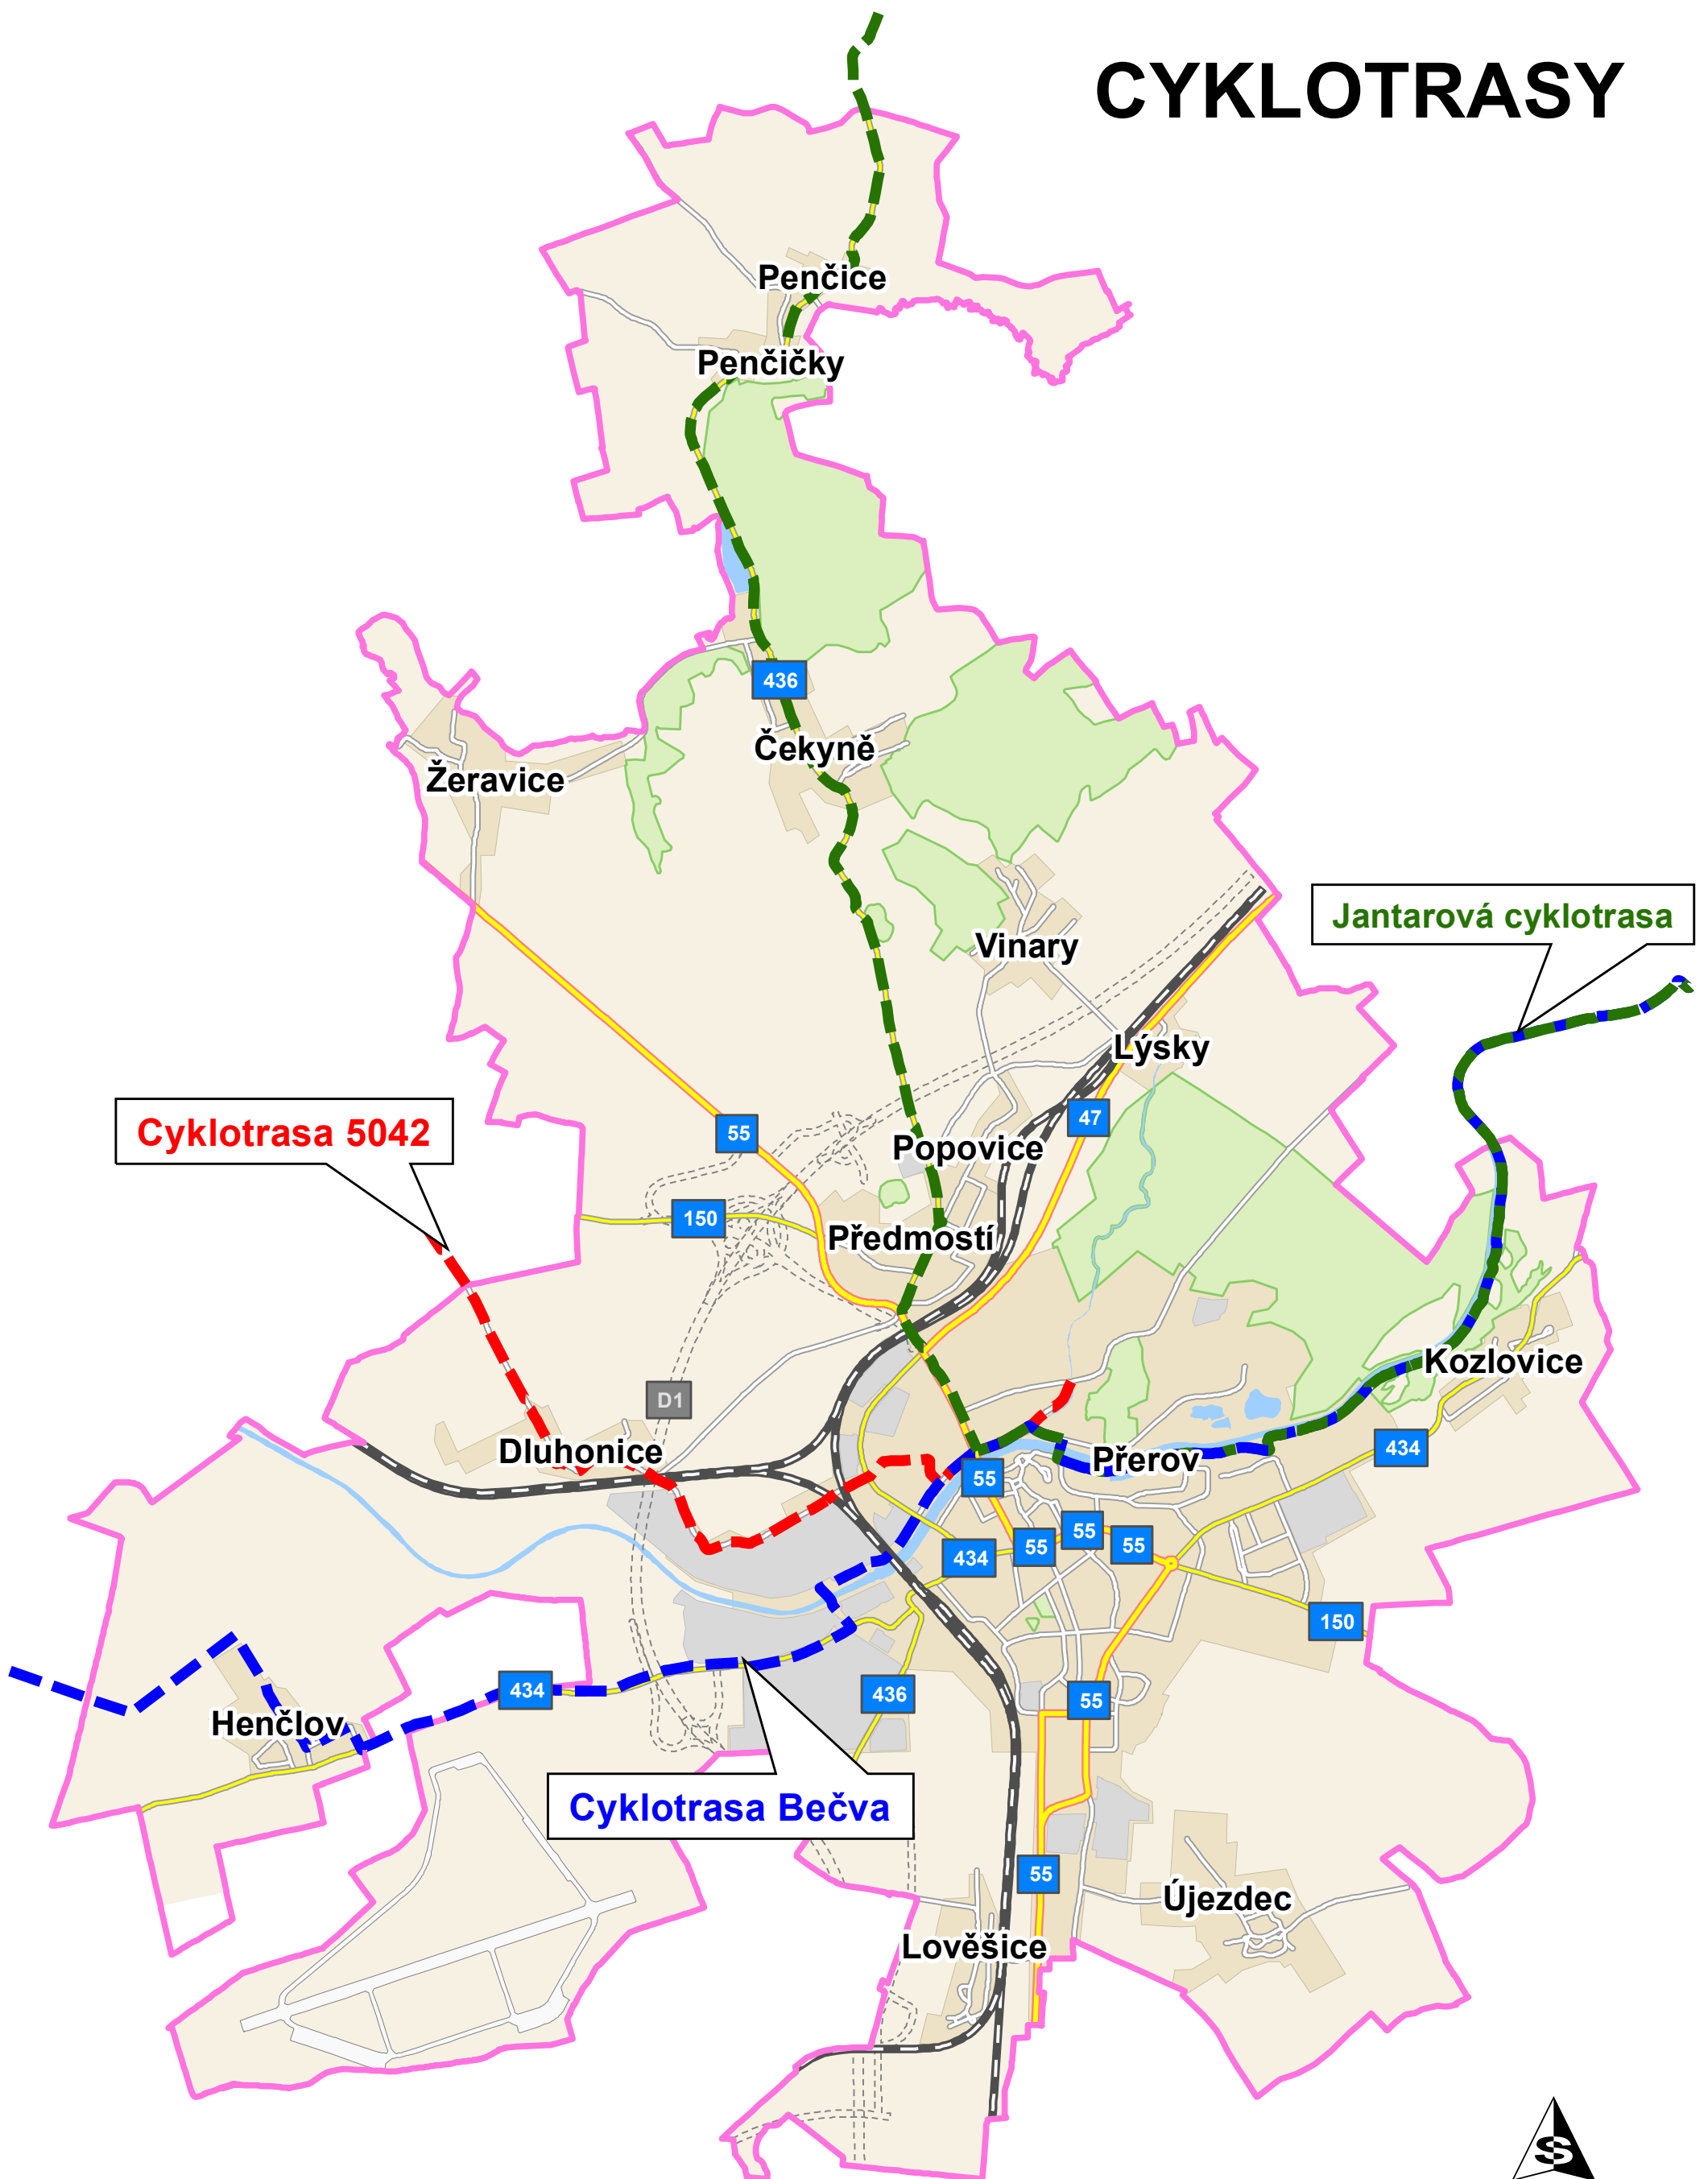 CYKLOTRASY
Penčice
Penčičky
436
Čekyně
Žeravice
Jantarová cyklotrasa
Vinary
Lýsky
47
Cyklotrasa 5042
55
Popovice
150
Předmostí
Kozlovice
D1
Dluhonice
434
Přerov
55
55
55
55
434
150
434
436
55
Henčlov
Cyklotrasa Bečva
55
Újezdec
Lověšice
S